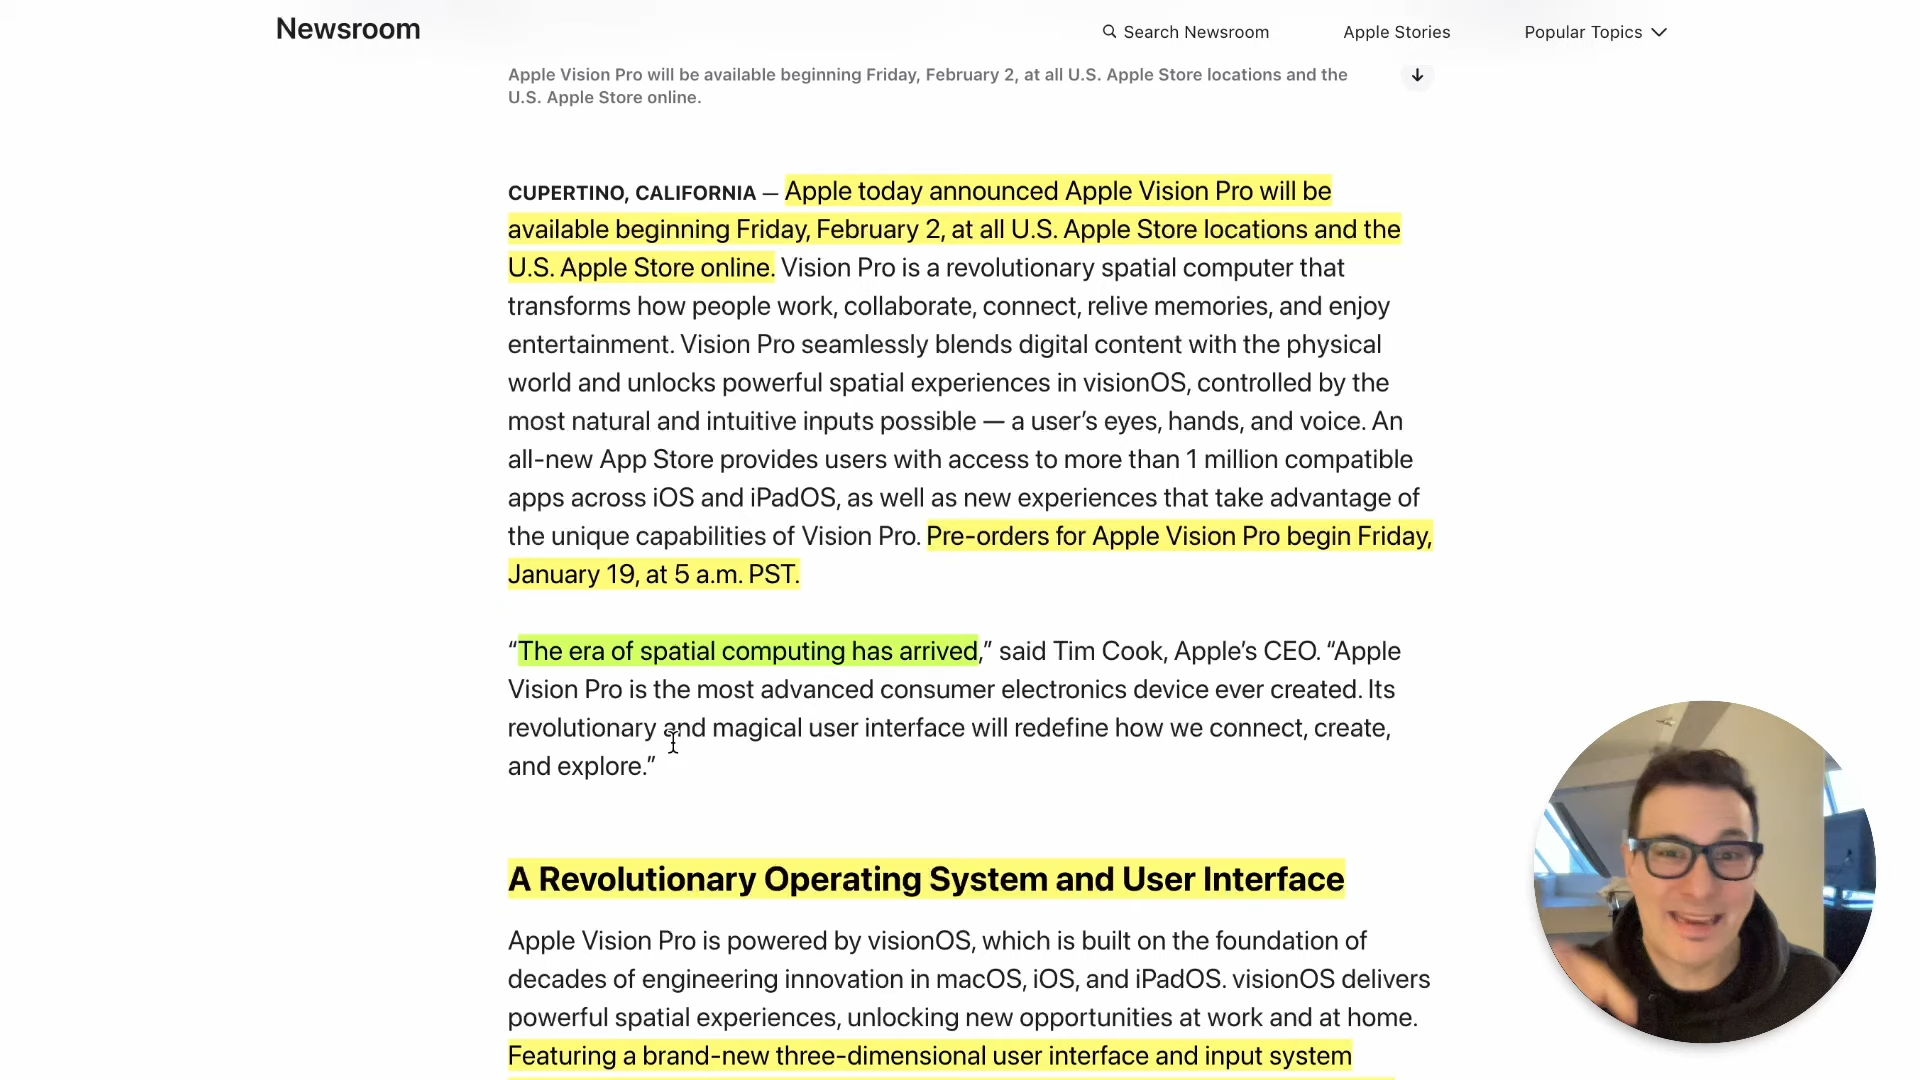 Newsroom
Search Newsroom
Apple Stories
Popular Topics
Apple Vision Pro will be available beginning Friday, February 2, at all U.S. Apple Store locations and the
U.S. Apple Store online.
CUPERTINO, CALIFORNIA — Apple today announced Apple Vision Pro will be
available beginning Friday, February 2, at all U.S. Apple Store locations and the
U.S. Apple Store online. Vision Pro is a revolutionary spatial computer that
transforms how people work, collaborate, connect, relive memories, and enjoy
entertainment. Vision Pro seamlessly blends digital content with the physical
world and unlocks powerful spatial experiences in visionOS, controlled by the
most natural and intuitive inputs possible — a user’s eyes, hands, and voice. An
all-new App Store provides users with access to more than 1 million compatible
apps across iOS and iPadOS, as well as new experiences that take advantage of
the unique capabilities of Vision Pro. Pre-orders for Apple Vision Pro begin Friday,
January 19, at 5 a.m. PST.
“The era of spatial computing has arrived,” said Tim Cook, Apple’s CEO. “Apple
Vision Pro is the most advanced consumer electronics device ever created. Its
revolutionary and magical user interface will redefine how we connect, create,
and explore.”
A Revolutionary Operating System and User Interface
Apple Vision Pro is powered by visionOS, which is built on the foundation of
decades of engineering innovation in macOS, iOS, and iPadOS. visionOS delivers
powerful spatial experiences, unlocking new opportunities at work and at home.
Featuring a brand-new three-dimensional user interface and input system